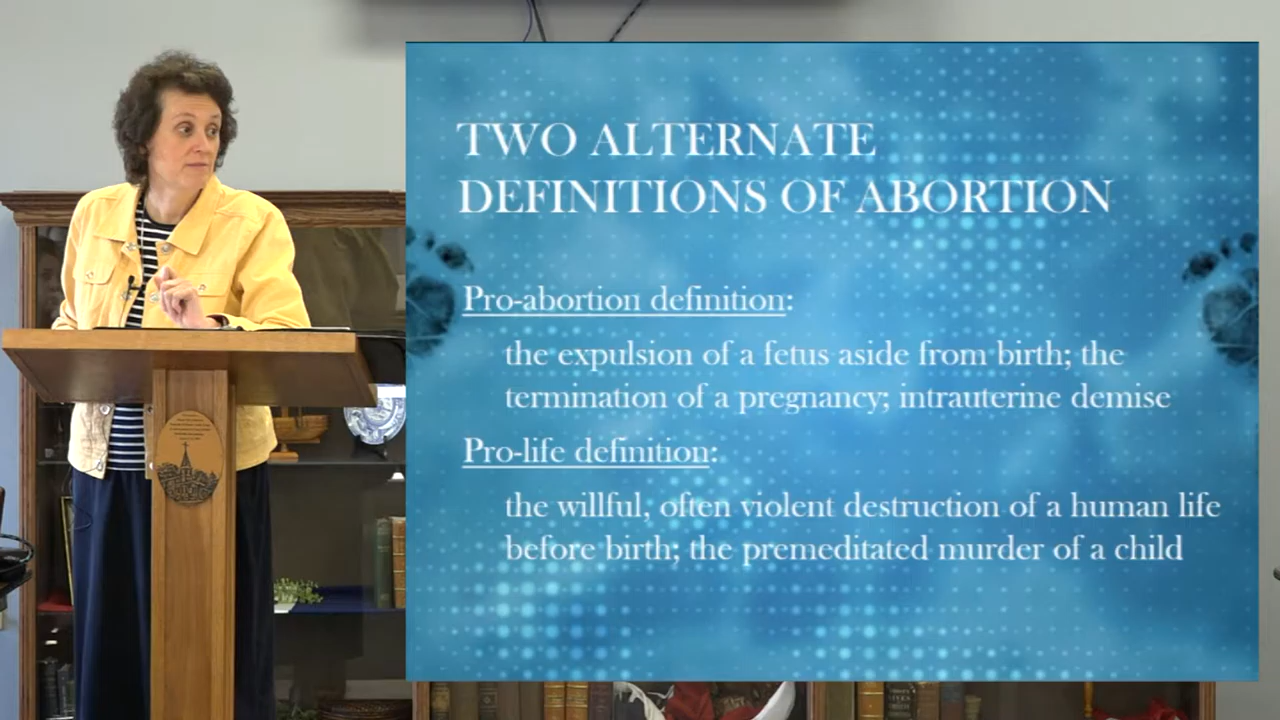 TWO ALTERNATE
DEFINITIONS OF ABORTION
Pro-abortion definition:
the expulsion of a fetus aside from birth; the
termination of a pregnancy; intrauterine demise
Pro-life definition:
the willful, often violent destruction of a human life
before birth; the premeditated murder of a child